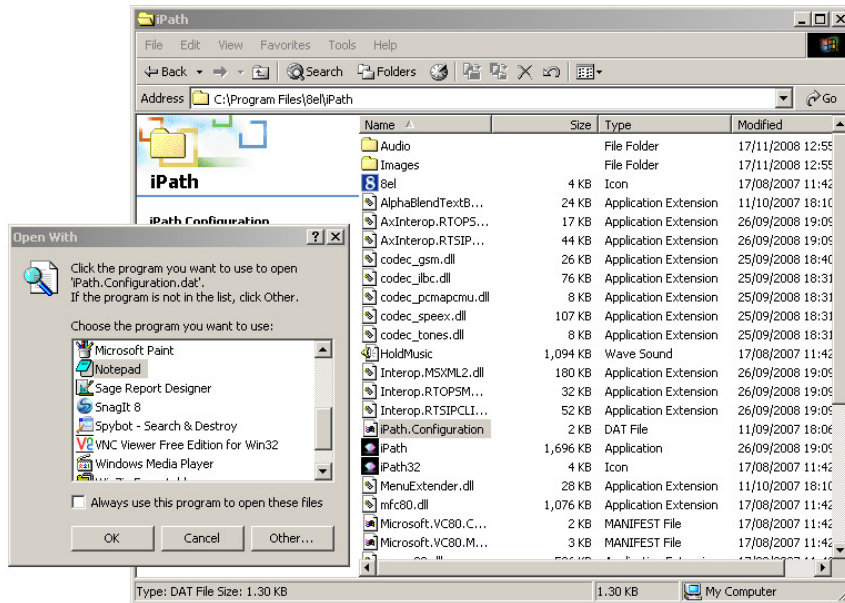 iPath
File Edit View Favorites Tools Help
Back Search Folders
Address C:\Program Files\8el\iPath Go
iPath
iPath Configuration
Name Size Type Modified
Audio File Folder 17/11/2008 12:55
Images File Folder 17/11/2008 12:55
8el 4 KB Icon 17/08/2007 11:42
AlphaBlendTextB... 24 KB Application Extension 11/10/2007 18:10
AxInterop.RTOPS... 17 KB Application Extension 26/09/2008 19:09
AxInterop.RTSIP... 44 KB Application Extension 26/09/2008 19:09
codec_gsm.dll 26 KB Application Extension 25/09/2008 18:40
codec_ilbc.dll 76 KB Application Extension 25/09/2008 18:31
codec_pcmapcmu.dll 8 KB Application Extension 25/09/2008 18:31
codec_speex.dll 107 KB Application Extension 25/09/2008 18:31
codec_tones.dll 8 KB Application Extension 25/09/2008 18:31
HoldMusic 1,094 KB Wave Sound 17/08/2007 11:42
Interop.MSXML2.dll 180 KB Application Extension 26/09/2008 19:09
Interop.RTOPSM... 32 KB Application Extension 26/09/2008 19:09
Interop.RTSIPCLI... 52 KB Application Extension 26/09/2008 19:09
iPath.Configuration 2 KB DAT File 11/09/2007 18:06
iPath 1,696 KB Application 26/09/2008 19:09
iPath32 4 KB Icon 17/08/2007 11:42
MenuExtender.dll 28 KB Application Extension 11/10/2007 18:10
mfc80.dll 1,076 KB Application Extension 17/08/2007 11:42
Microsoft.VC80.C... 2 KB MANIFEST File 17/08/2007 11:42
Microsoft.VC80.M... 3 KB MANIFEST File 17/08/2007 11:42
Type: DAT File Size: 1.30 KB 1.30 KB My Computer
Open With
Click the program you want to use to open
'iPath.Configuration.dat'.
If the program is not in the list, click Other.
Choose the program you want to use:
Microsoft Paint
Notepad
Sage Report Designer
SnagIt 8
Spybot - Search & Destroy
VNC Viewer Free Edition for Win32
Windows Media Player
Always use this program to open these files
OK Cancel Other...